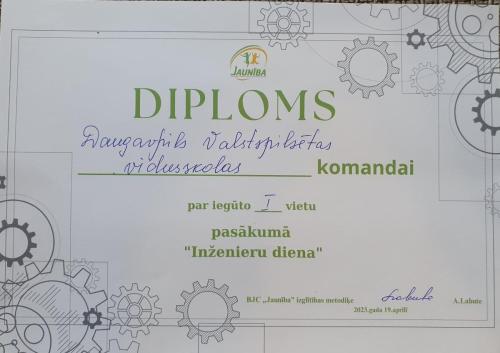 JAUNĪBA
DIPLOMS
Daugavpils Valstspilsētas
vidusskolas komandai
par iegūto I vietu
pasākumā
"Inženieru diena"
BJC „Jaunība” izglītības metodiķe A.Labute
2023.gada 19.aprīlī